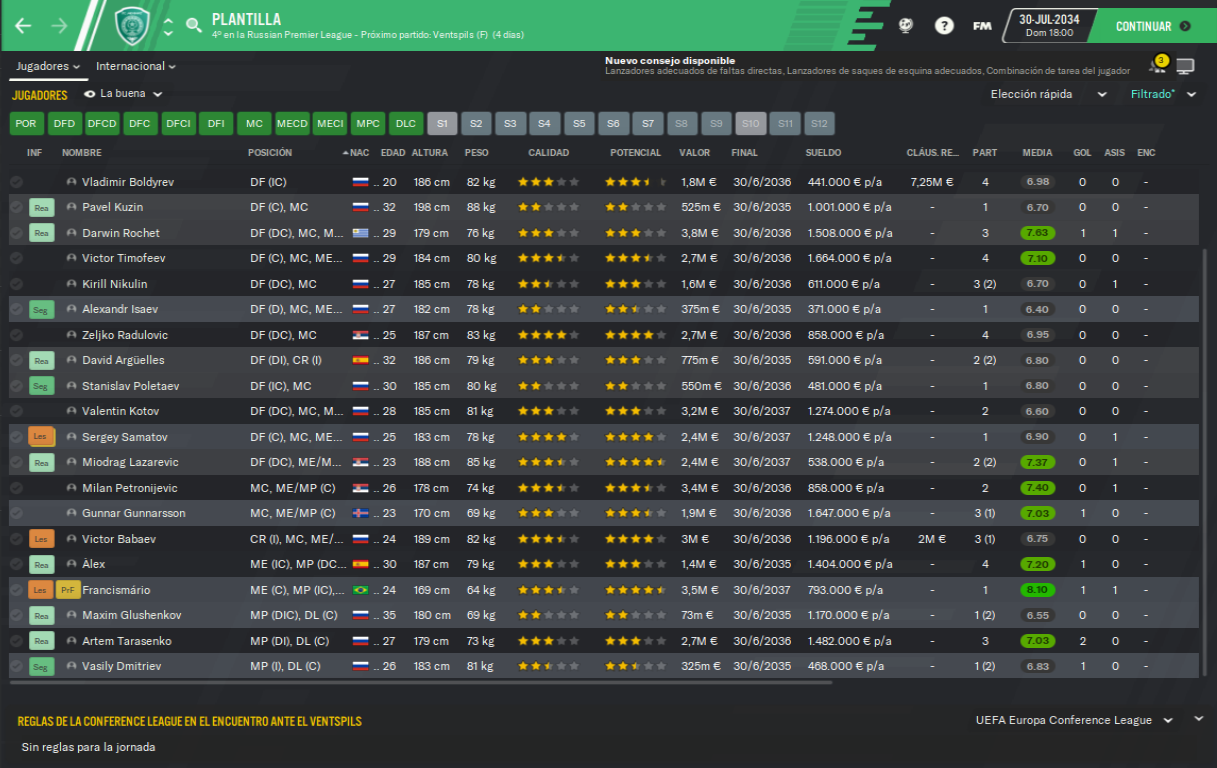 PLANTILLA
4º en la Russian Premier League - Próximo partido: Ventspils (F) (4 días)
FM
30-JUL-2034
Dom 18:00
CONTINUAR
Jugadores
Internacional
Nuevo consejo disponible
Lanzadores adecuados de faltas directas, Lanzadores de saques de esquina adecuados, Combinación de tarea del jugador
3
JUGADORES
La buena
Elección rápida
Filtrado*
POR DFD DFCD DFC DFCI DFI MC MECD MECI MPC DLC S1 S2 S3 S4 S5 S6 S7 S8 S9 S10 S11 S12
INF NOMBRE POSICIÓN NAC EDAD ALTURA PESO CALIDAD POTENCIAL VALOR FINAL SUELDO CLÁUS. RE... PART MEDIA GOL ASIS ENC
Vladimir Boldyrev DF (IC) .. 20 186 cm 82 kg 1,8M € 30/6/2036 441.000 € p/a 7,25M € 4 6.98 0 0 -
Rea Pavel Kuzin DF (C), MC .. 32 198 cm 88 kg 525m € 30/6/2035 1.001.000 € p/a - 1 6.70 0 0 -
Rea Darwin Rochet DF (DC), MC, M... .. 29 179 cm 76 kg 3,8M € 30/6/2036 1.508.000 € p/a - 3 7.63 1 1 -
Victor Timofeev DF (C), MC, ME... .. 29 184 cm 80 kg 2,7M € 30/6/2036 1.664.000 € p/a - 4 7.10 0 0 -
Kirill Nikulin DF (DC), MC .. 27 185 cm 78 kg 1,6M € 30/6/2036 611.000 € p/a - 3 (2) 6.70 0 1 -
Seg Alexandr Isaev DF (D), MC, ME... .. 27 182 cm 78 kg 375m € 30/6/2035 371.000 € p/a - 1 6.40 0 0 -
Zeljko Radulovic DF (DC), MC .. 25 187 cm 83 kg 2,7M € 30/6/2036 858.000 € p/a - 4 6.95 0 0 -
Rea David Argüelles DF (DI), CR (I) .. 32 186 cm 79 kg 775m € 30/6/2035 591.000 € p/a - 2 (2) 6.80 0 0 -
Seg Stanislav Poletaev DF (IC), MC .. 30 185 cm 80 kg 550m € 30/6/2036 481.000 € p/a - 1 6.80 0 0 -
Valentin Kotov DF (DC), MC, M... .. 28 185 cm 81 kg 3,2M € 30/6/2037 1.274.000 € p/a - 2 6.60 0 0 -
Les Sergey Samatov DF (C), MC, ME... .. 25 183 cm 78 kg 2,4M € 30/6/2037 1.248.000 € p/a - 1 6.90 0 1 -
Rea Miodrag Lazarevic DF (DC), ME/M... .. 23 188 cm 85 kg 2,4M € 30/6/2037 538.000 € p/a - 2 (2) 7.37 0 1 -
Milan Petronijevic MC, ME/MP (C) .. 26 178 cm 74 kg 3,4M € 30/6/2036 858.000 € p/a - 2 7.40 0 1 -
Gunnar Gunnarsson MC, ME/MP (C) .. 23 170 cm 69 kg 1,9M € 30/6/2036 1.647.000 € p/a - 3 (1) 7.03 1 0 -
Les Victor Babaev CR (I), MC, ME/... .. 24 189 cm 82 kg 3M € 30/6/2036 1.196.000 € p/a 2M € 3 (1) 6.75 0 0 -
Rea Àlex ME (IC), MP (DC... .. 30 187 cm 79 kg 1,4M € 30/6/2035 1.404.000 € p/a - 4 7.20 1 0 -
Les PrF Francismário ME (C), MP (IC),... .. 24 169 cm 64 kg 3,5M € 30/6/2037 793.000 € p/a - 1 8.10 1 1 -
Rea Maxim Glushenkov MP (DIC), DL (C) .. 35 180 cm 69 kg 73m € 30/6/2035 1.170.000 € p/a - 1 (2) 6.55 0 0 -
Rea Artem Tarasenko MP (DI), DL (C) .. 27 179 cm 73 kg 2,7M € 30/6/2036 1.482.000 € p/a - 3 7.03 2 0 -
Seg Vasily Dmitriev MP (I), DL (C) .. 26 183 cm 81 kg 325m € 30/6/2035 468.000 € p/a - 1 (2) 6.83 1 0 -
REGLAS DE LA CONFERENCE LEAGUE EN EL ENCUENTRO ANTE EL VENTSPILS
UEFA Europa Conference League
Sin reglas para la jornada